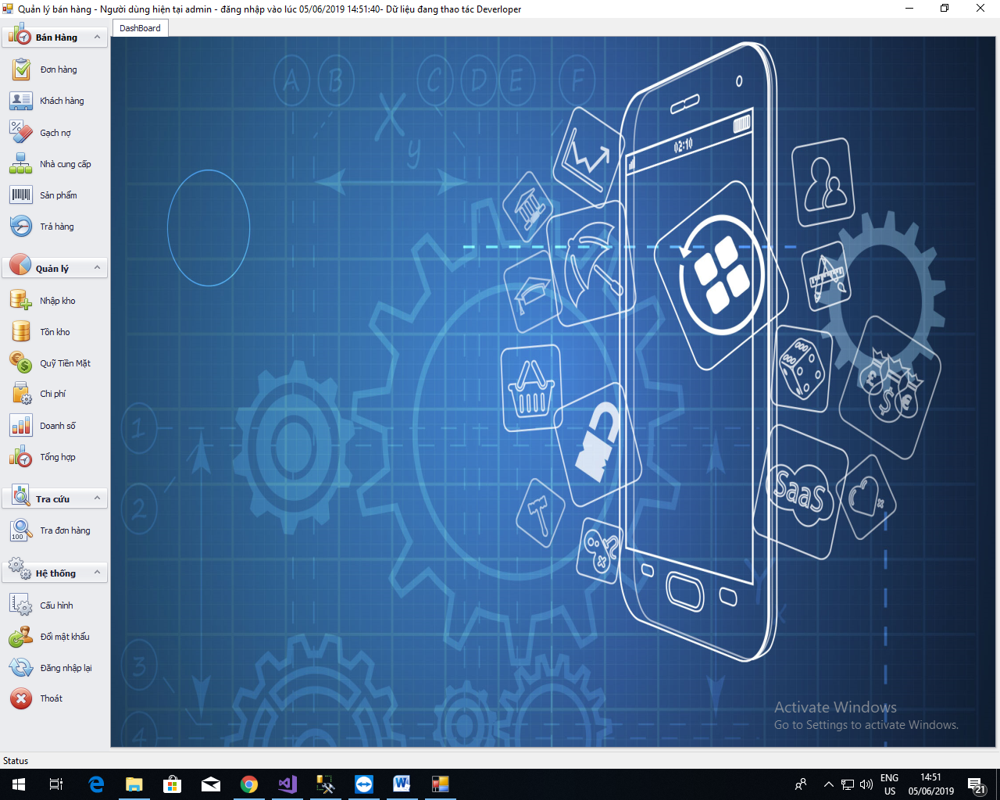 Quản lý bán hàng - Người dùng hiện tại admin - đăng nhập vào lúc 05/06/2019 14:51:40- Dữ liệu đang thao tác Deverloper
DashBoard
Bán Hàng
Đơn hàng
Khách hàng
Gạch nợ
Nhà cung cấp
Sản phẩm
Trả hàng
Quản lý
Nhập kho
Tồn kho
Quỹ Tiền Mặt
Chi phí
Doanh số
Tổng hợp
Tra cứu
100
Tra đơn hàng
Hệ thống
Cấu hình
Đổi mật khẩu
Đăng nhập lại
Thoát
A B C D E F
X
y
02:10
1
2
3
4
SaaS
Y
x
Activate Windows
Go to Settings to activate Windows.
Status
ENG
US
14:51
05/06/2019
21